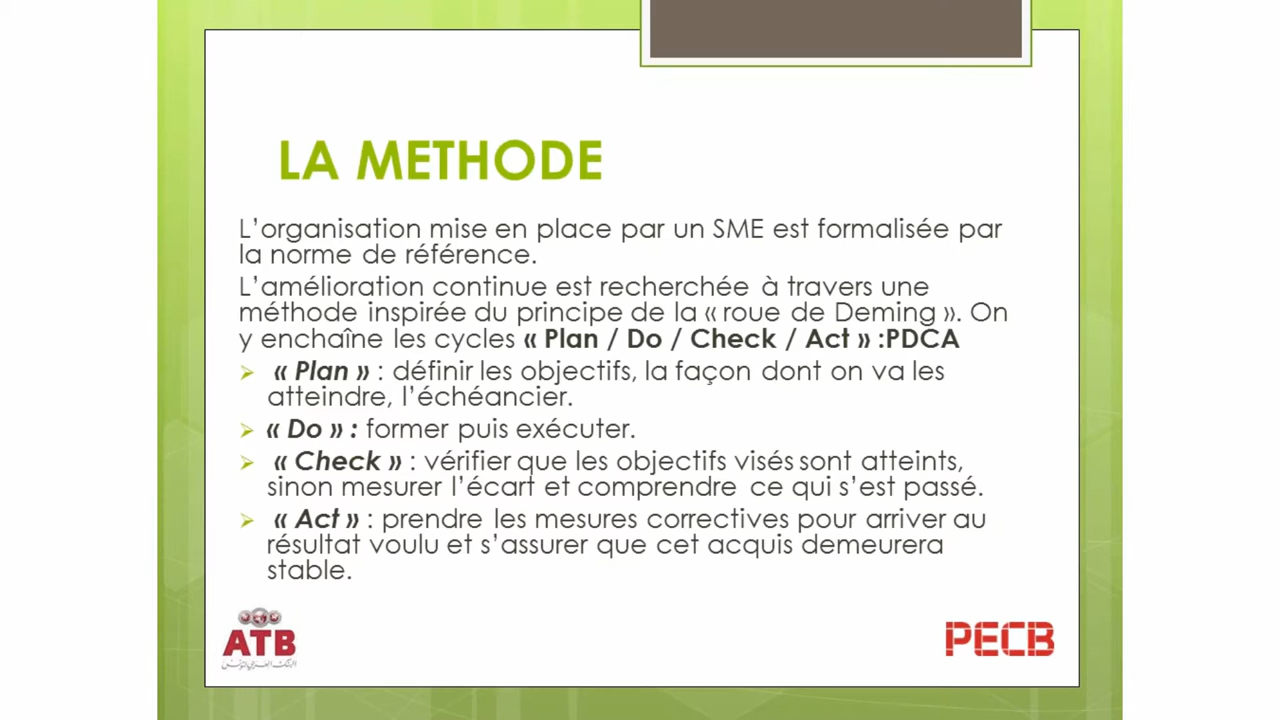 LA METHODE
L’organisation mise en place par un SME est formalisée par
la norme de référence.
L’amélioration continue est recherchée à travers une
méthode inspirée du principe de la « roue de Deming ». On
y enchaîne les cycles « Plan / Do / Check / Act » :PDCA
« Plan » : définir les objectifs, la façon dont on va les
atteindre, l’échéancier.
« Do » : former puis exécuter.
« Check » : vérifier que les objectifs visés sont atteints,
sinon mesurer l’écart et comprendre ce qui s’est passé.
« Act » : prendre les mesures correctives pour arriver au
résultat voulu et s’assurer que cet acquis demeurera
stable.
ATB
البنك العربي لتونس
PECB